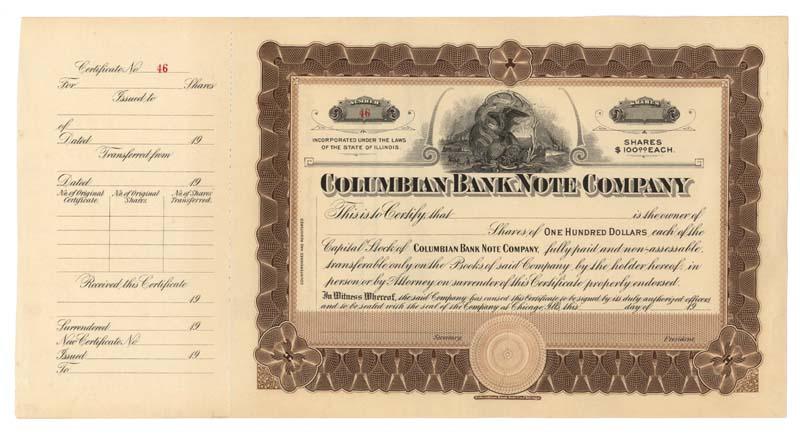 Certificate No. 46
For Shares
Issued to
of
Dated 19
Transferred from
Dated 19
No. of Original Certificate. No. of Original Shares. No. of Shares Transferred.
Received this Certificate
19
Surrendered 19
New Certificate No.
Issued 19
To
NUMBER
46
SHARES
INCORPORATED UNDER THE LAWS
OF THE STATE OF ILLINOIS.
SHARES
$100.00 EACH.
COLUMBIAN BANK NOTE COMPANY
This is to Certify that is the owner of
Shares of ONE HUNDRED DOLLARS each of the
Capital Stock of COLUMBIAN BANK NOTE COMPANY, fully paid and non-assessable,
transferable only on the Books of said Company by the holder hereof, in
person or by Attorney on surrender of this Certificate properly endorsed.
In Witness Whereof, the said Company has caused this Certificate to be signed by its duly authorized officers
and to be sealed with the seal of the Company at Chicago, Ills. this day of 19
Secretary. President.
COUNTERSIGNED AND REGISTERED